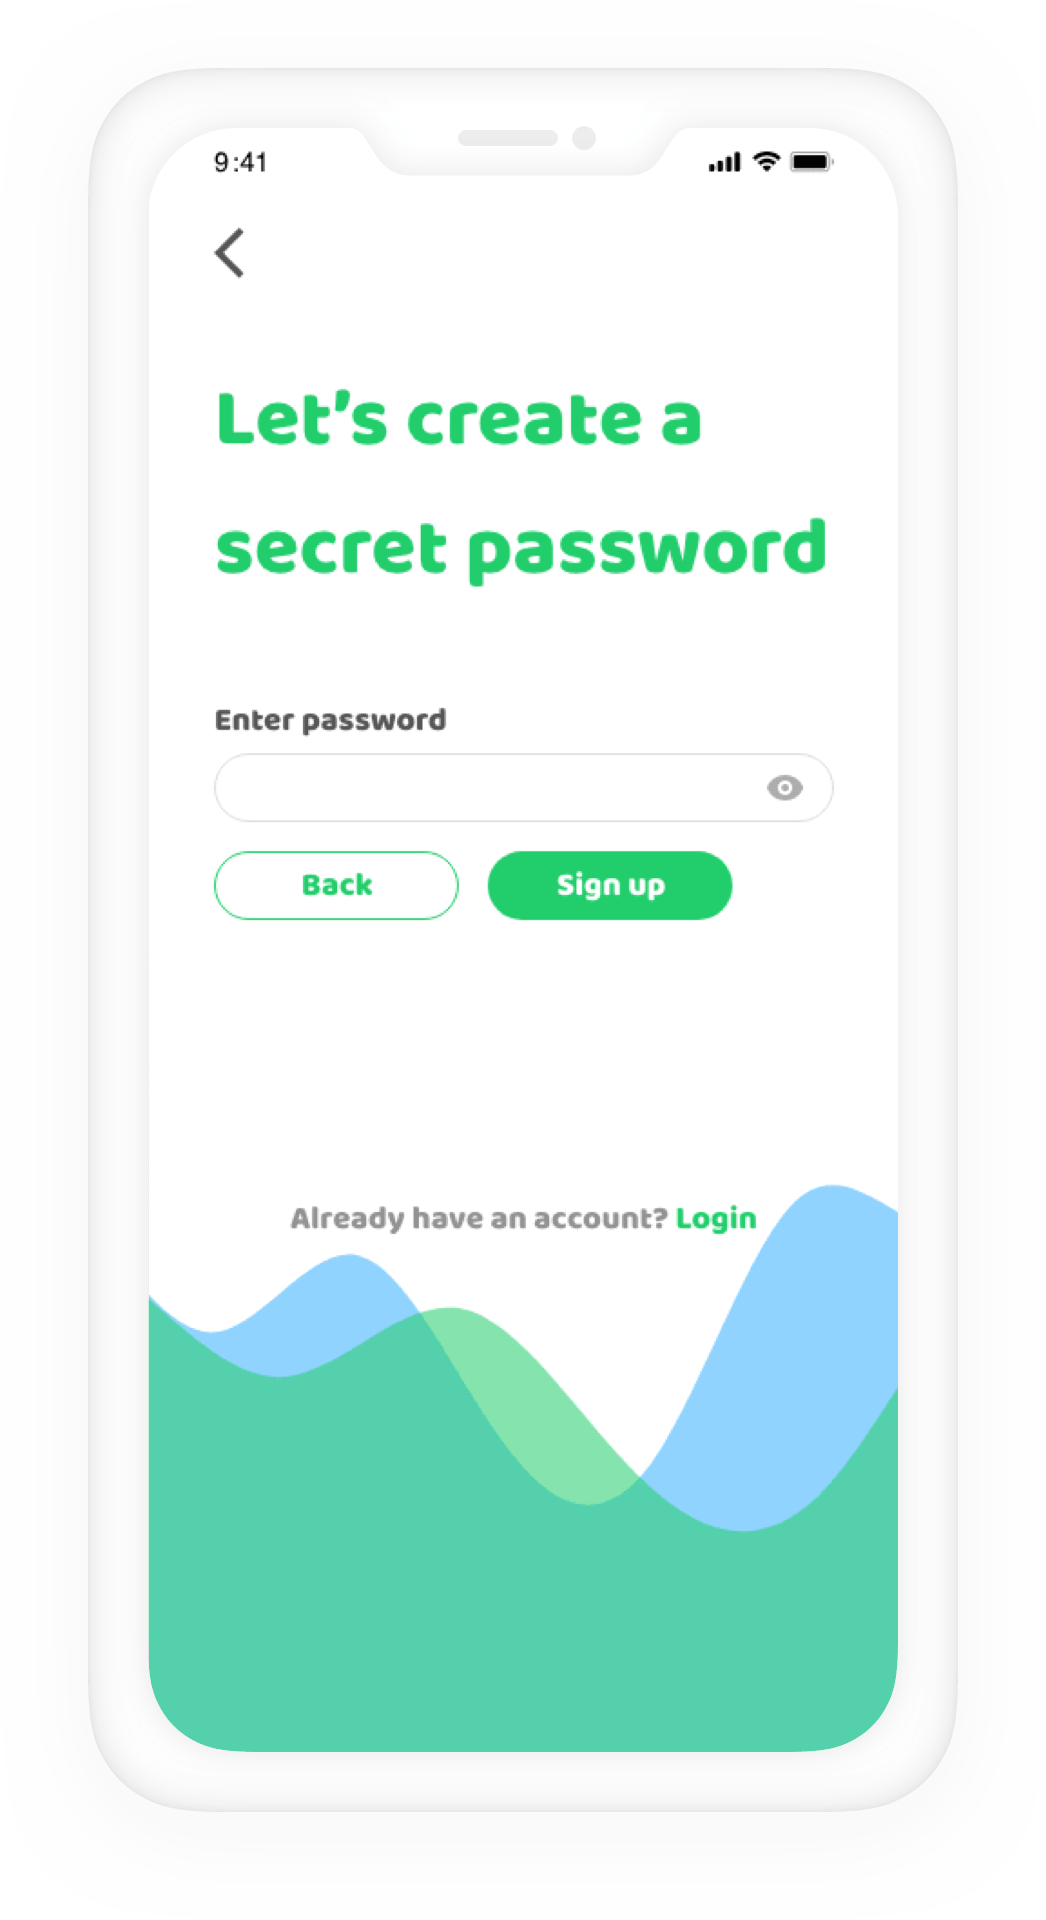 9:41
Let’s create a
secret password
Enter password
Back
Sign up
Already have an account? Login